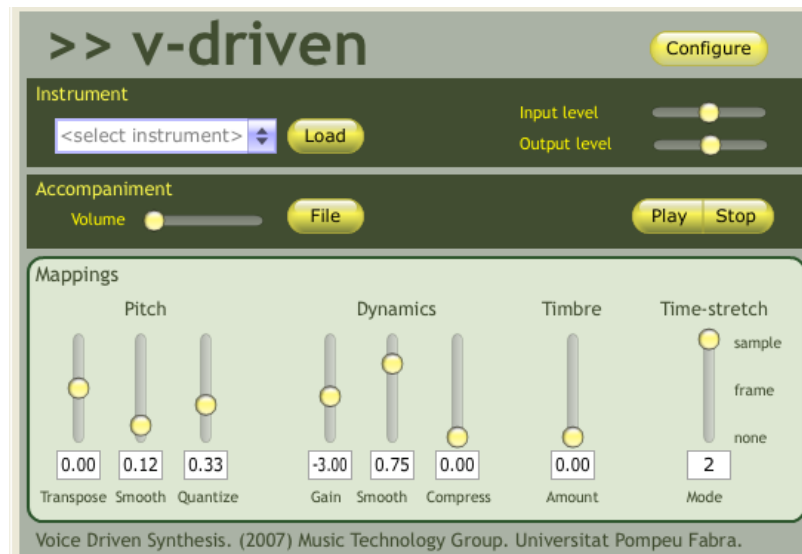 >> v-driven
Configure
Instrument
<select instrument>
Load
Input level
Output level
Accompaniment
Volume
File
Play Stop
Mappings
Pitch Dynamics Timbre Time-stretch
sample
frame
none
0.00 0.12 0.33 -3.00 0.75 0.00 0.00 2
Transpose Smooth Quantize Gain Smooth Compress Amount Mode
Voice Driven Synthesis. (2007) Music Technology Group. Universitat Pompeu Fabra.